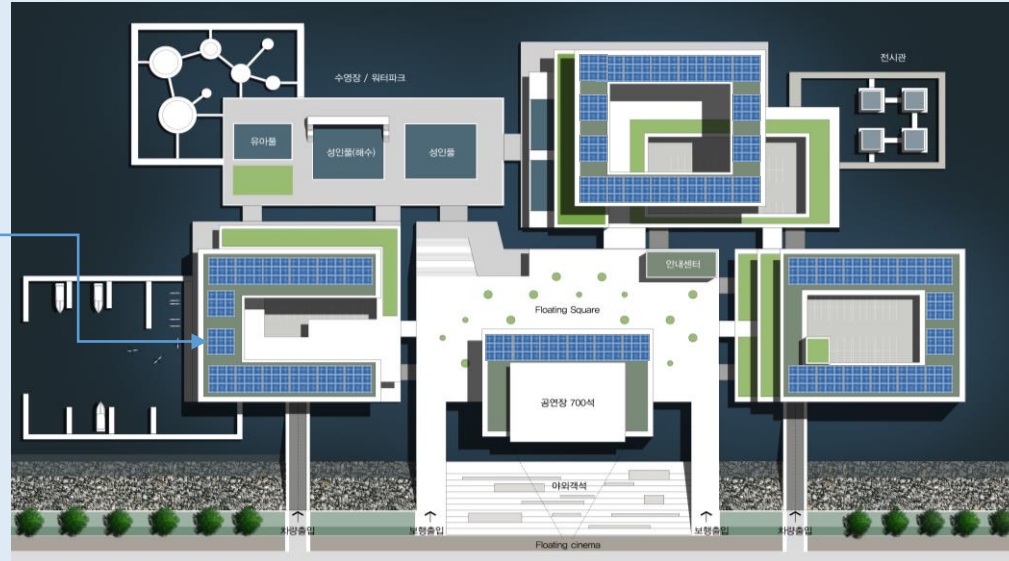 수영장 / 워터파크
전시관
유아풀
성인풀(해수)
성인풀
안내센터
Floating Square
공연장 700석
야외객석
차량출입
보행출입
보행출입
차량출입
Floating cinema